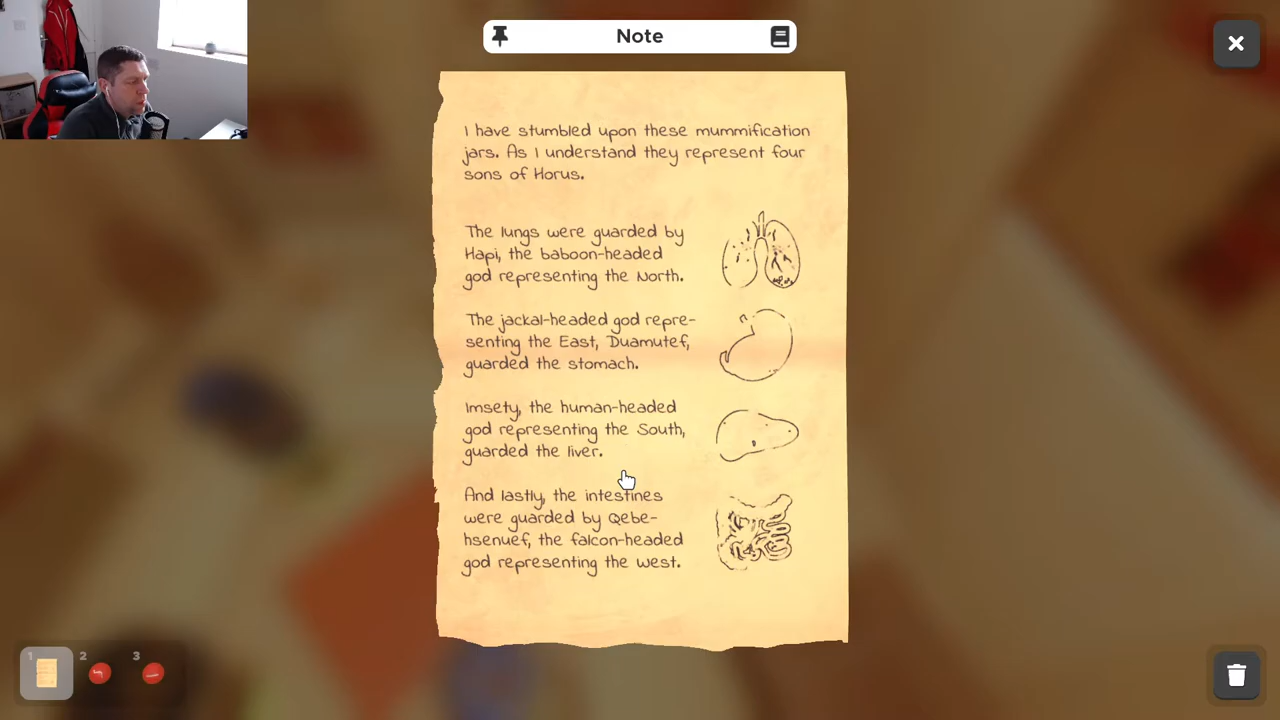 Note
I have stumbled upon these mummification
jars. As I understand they represent four
sons of Horus.
The lungs were guarded by
Hapi, the baboon-headed
god representing the North.
The jackal-headed god repre-
senting the East, Duamutef,
guarded the stomach.
Imsety, the human-headed
god representing the South,
guarded the liver.
And lastly, the intestines
were guarded by Qebe-
hsenuef, the falcon-headed
god representing the west.
1
2
3